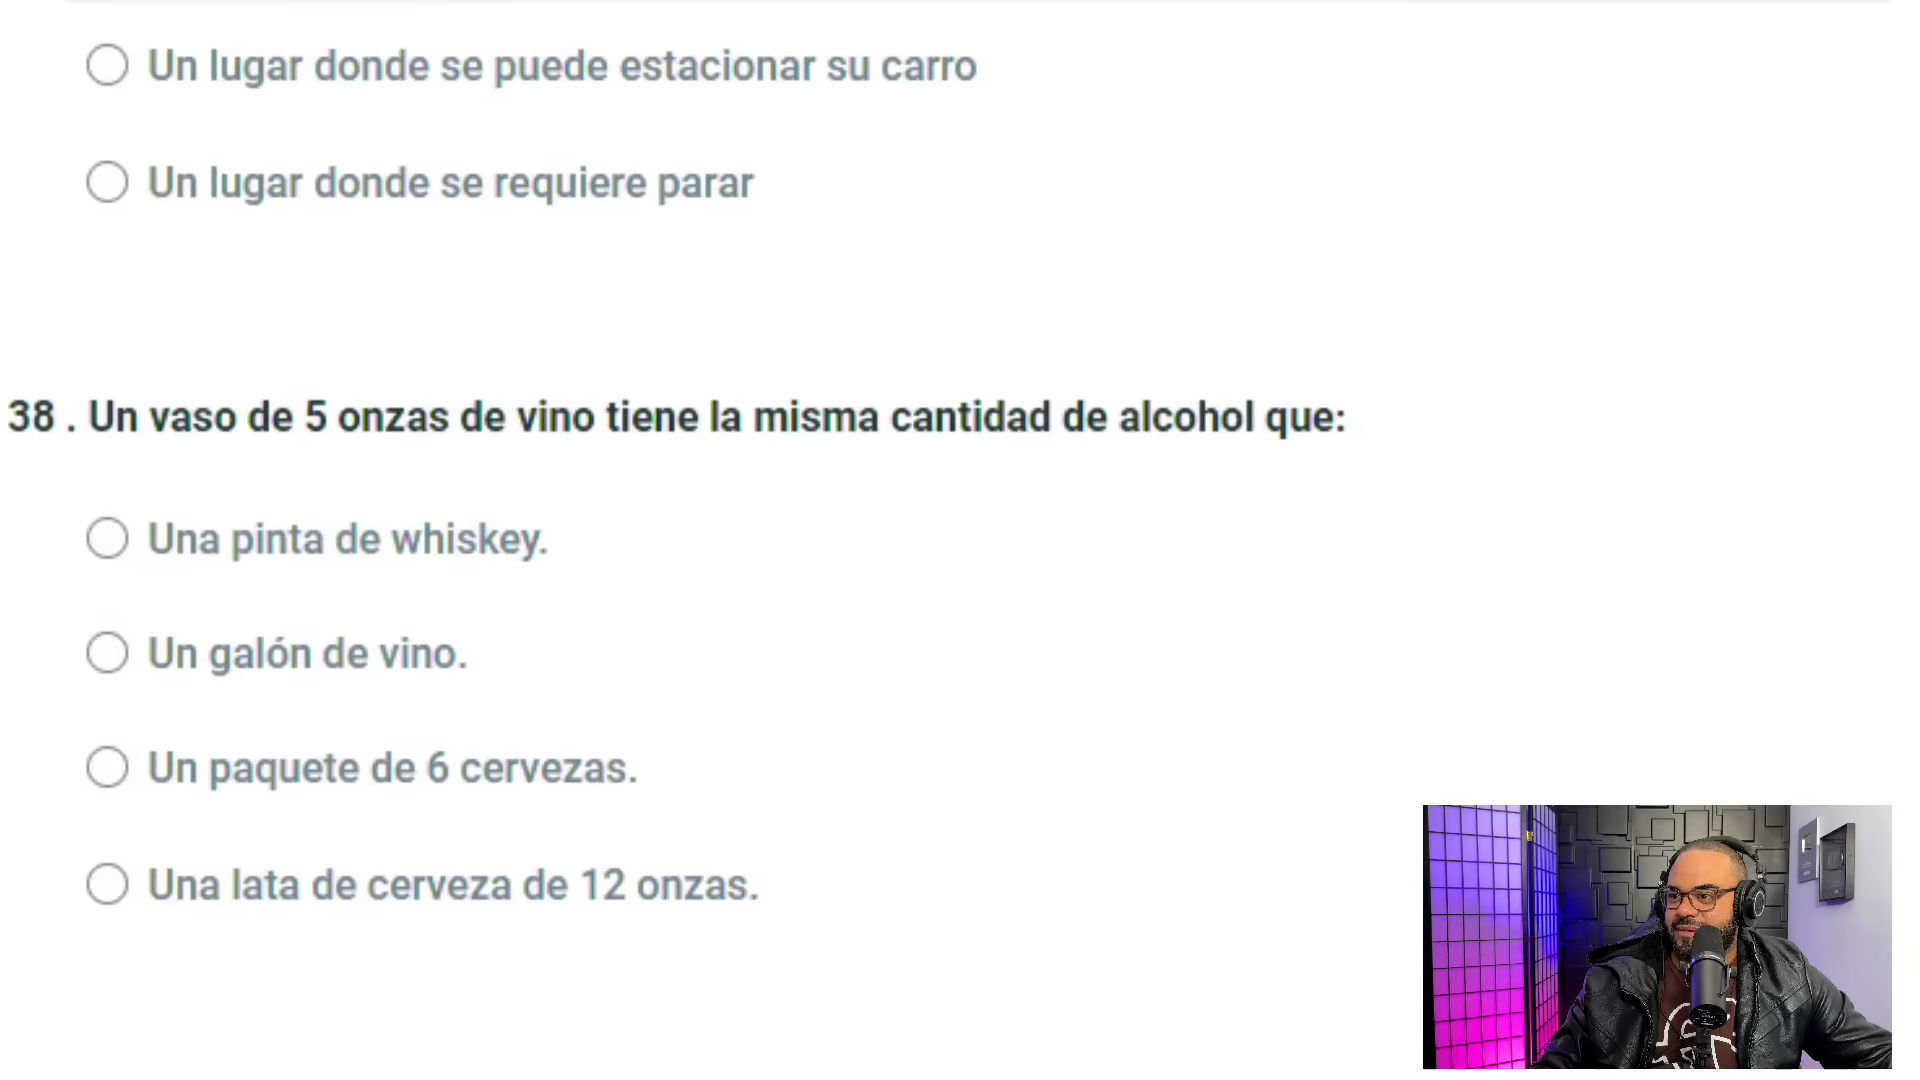 Un lugar donde se puede estacionar su carro
Un lugar donde se requiere parar
38 . Un vaso de 5 onzas de vino tiene la misma cantidad de alcohol que:
Una pinta de whiskey.
Un galón de vino.
Un paquete de 6 cervezas.
Una lata de cerveza de 12 onzas.